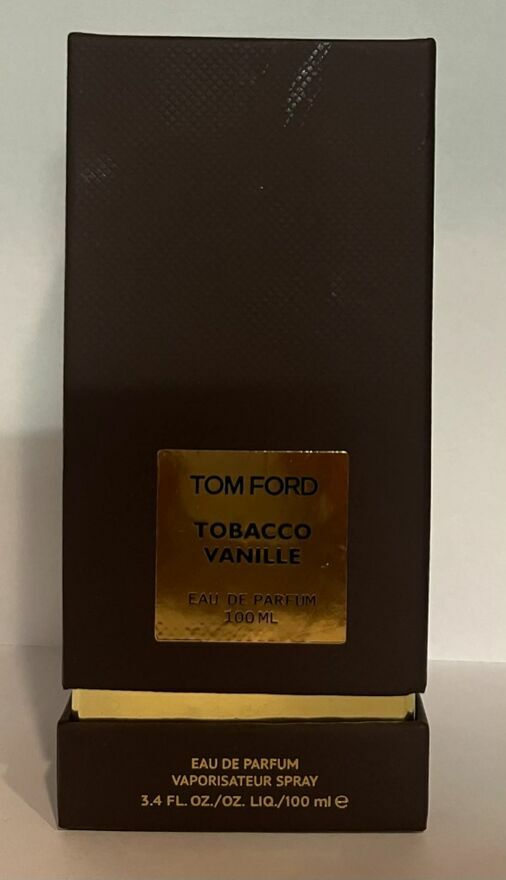 TOM FORD
TOBACCO
VANILLE
EAU DE PARFUM
100 ML
EAU DE PARFUM
VAPORISATEUR SPRAY
3.4 FL. OZ./OZ. LIQ./100 ml ℮